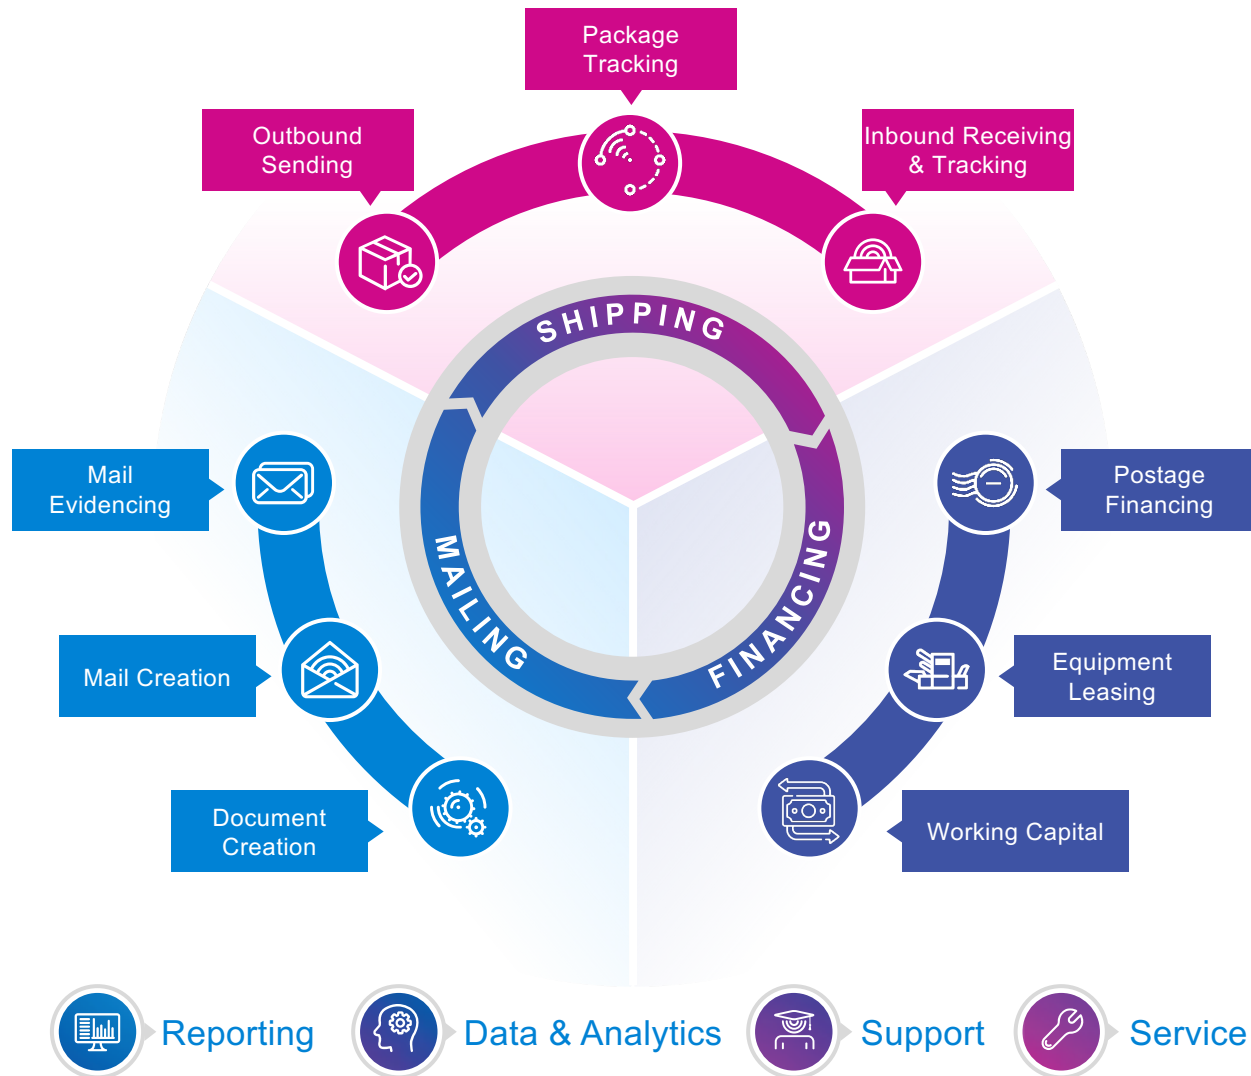 Package
Tracking
Outbound
Sending
Inbound Receiving
& Tracking
SHIPPING
Mail
Evidencing
Postage
Financing
MAILING
FINANCING
Mail Creation
Equipment
Leasing
Document
Creation
Working Capital
Reporting
Data & Analytics
Support
Service